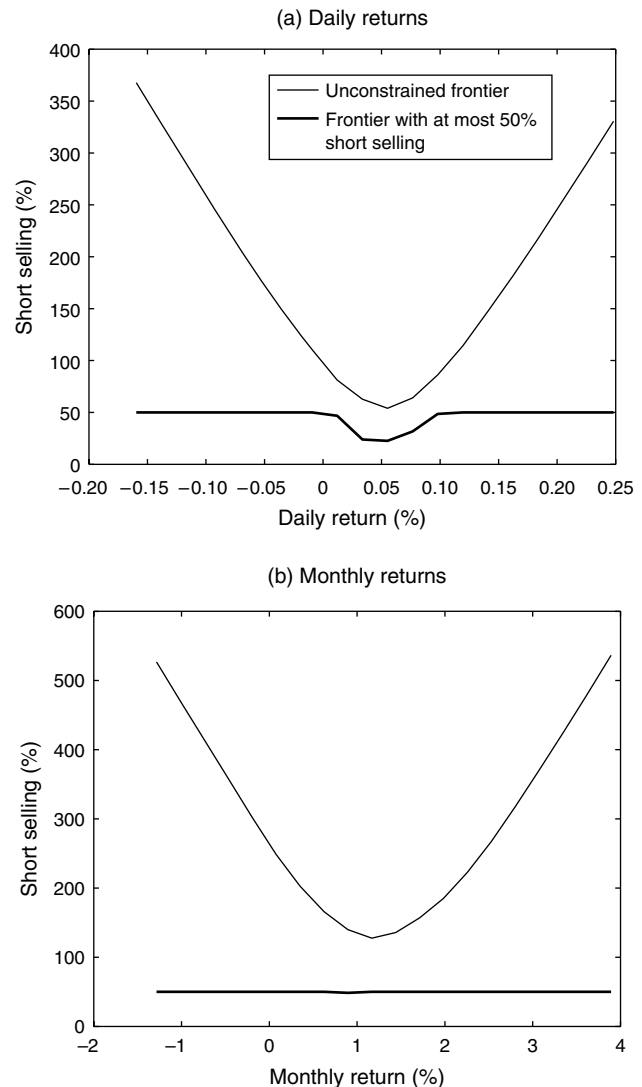 (a) Daily returns
400
350
300
250
200
150
100
50
0
Short selling (%)
Unconstrained frontier
Frontier with at most 50%
short selling
−0.20 −0.15 −0.10 −0.05 0 0.05 0.10 0.15 0.20 0.25
Daily return (%)
(b) Monthly returns
600
500
400
300
200
100
0
Short selling (%)
−2 −1 0 1 2 3 4
Monthly return (%)